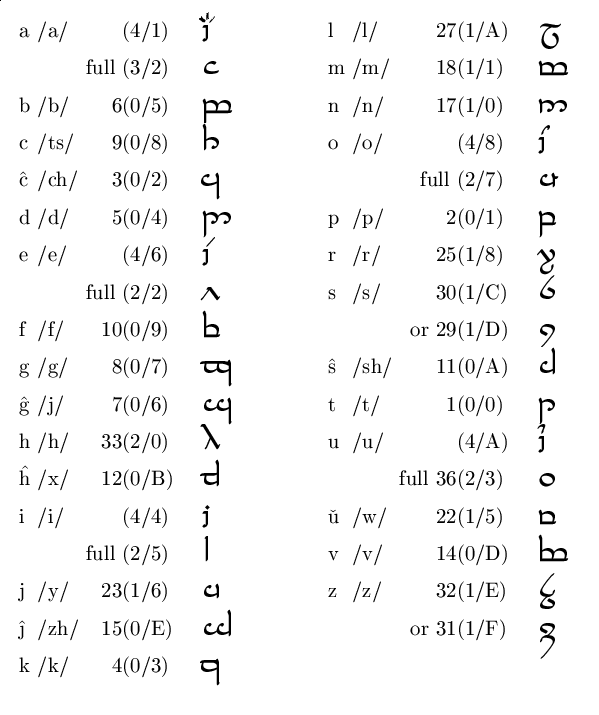 a /a/ (4/1)
full (3/2)
b /b/ 6(0/5)
c /ts/ 9(0/8)
ĉ /ch/ 3(0/2)
d /d/ 5(0/4)
e /e/ (4/6)
full (2/2)
f /f/ 10(0/9)
g /g/ 8(0/7)
ĝ /j/ 7(0/6)
h /h/ 33(2/0)
ĥ /x/ 12(0/B)
i /i/ (4/4)
full (2/5)
j /y/ 23(1/6)
ĵ /zh/ 15(0/E)
k /k/ 4(0/3)
l /l/ 27(1/A)
m /m/ 18(1/1)
n /n/ 17(1/0)
o /o/ (4/8)
full (2/7)
p /p/ 2(0/1)
r /r/ 25(1/8)
s /s/ 30(1/C)
or 29(1/D)
ŝ /sh/ 11(0/A)
t /t/ 1(0/0)
u /u/ (4/A)
full 36(2/3)
ŭ /w/ 22(1/5)
v /v/ 14(0/D)
z /z/ 32(1/E)
or 31(1/F)